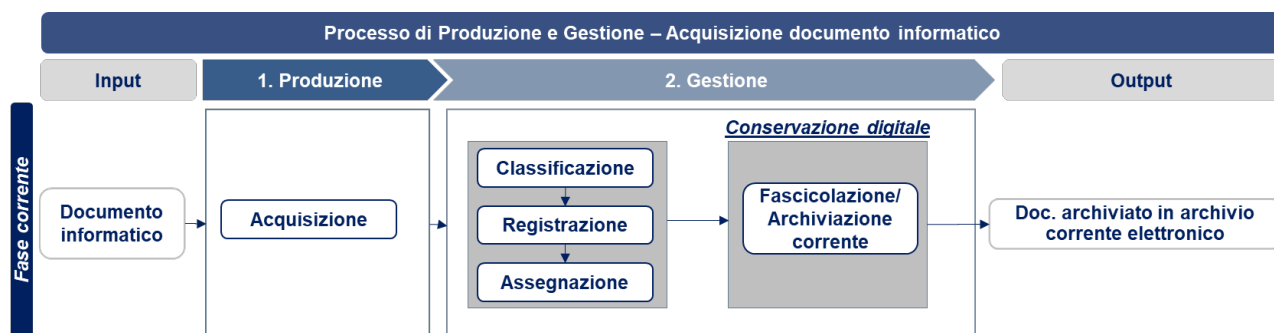 Processo di Produzione e Gestione – Acquisizione documento informatico
Input
1. Produzione
2. Gestione
Output
Fase corrente
Documento
informatico
Acquisizione
Classificazione
Registrazione
Assegnazione
Conservazione digitale
Fascicolazione/
Archiviazione
corrente
Doc. archiviato in archivio
corrente elettronico